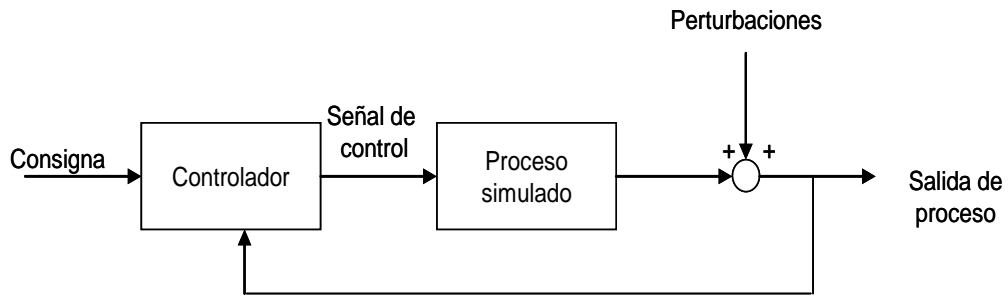 Perturbaciones
Señal de
control
+ +
Consigna
Controlador
Proceso
simulado
Salida de
proceso